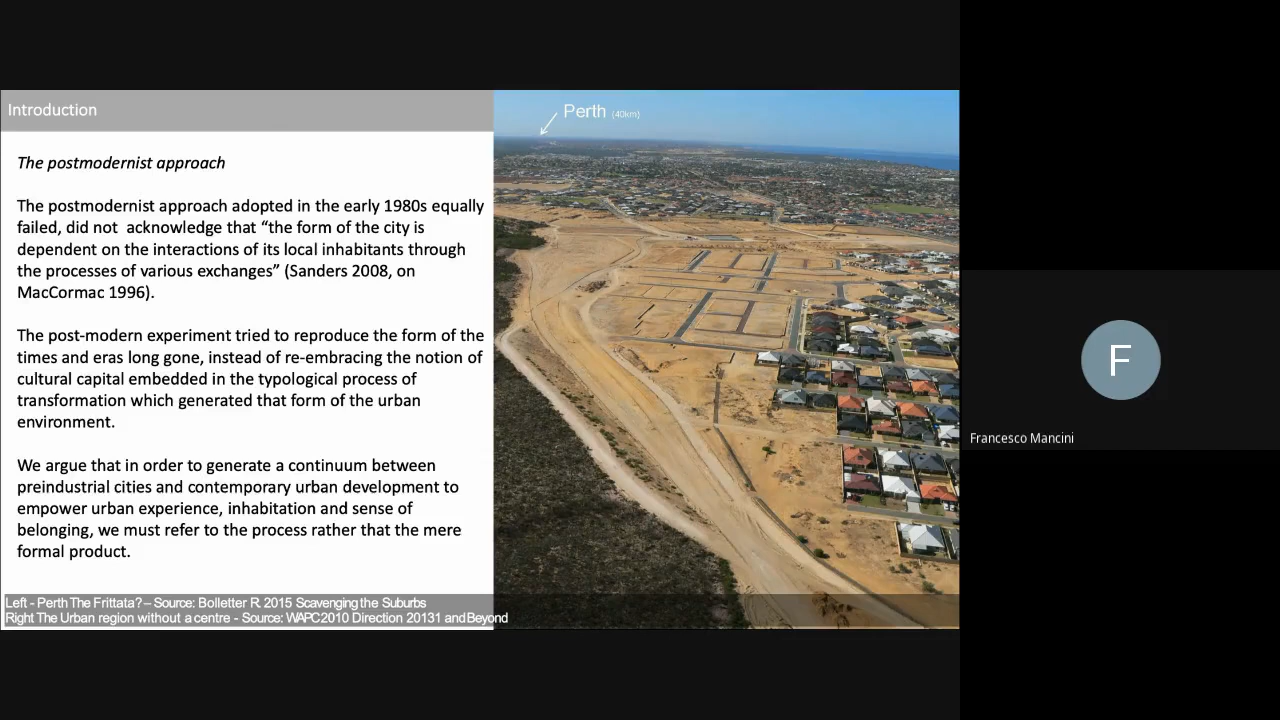 Introduction
Perth (40km)
The postmodernist approach
The postmodernist approach adopted in the early 1980s equally
failed, did not acknowledge that “the form of the city is
dependent on the interactions of its local inhabitants through
the processes of various exchanges” (Sanders 2008, on
MacCormac 1996).
The post-modern experiment tried to reproduce the form of the
times and eras long gone, instead of re-embracing the notion of
cultural capital embedded in the typological process of
transformation which generated that form of the urban
environment.
We argue that in order to generate a continuum between
preindustrial cities and contemporary urban development to
empower urban experience, inhabitation and sense of
belonging, we must refer to the process rather that the mere
formal product.
Left - Perth The Frittata? – Source: Bolletter R. 2015 Scavenging the Suburbs
Right The Urban region without a centre - Source: WAPC2010 Direction 20131 and Beyond
F
Francesco Mancini